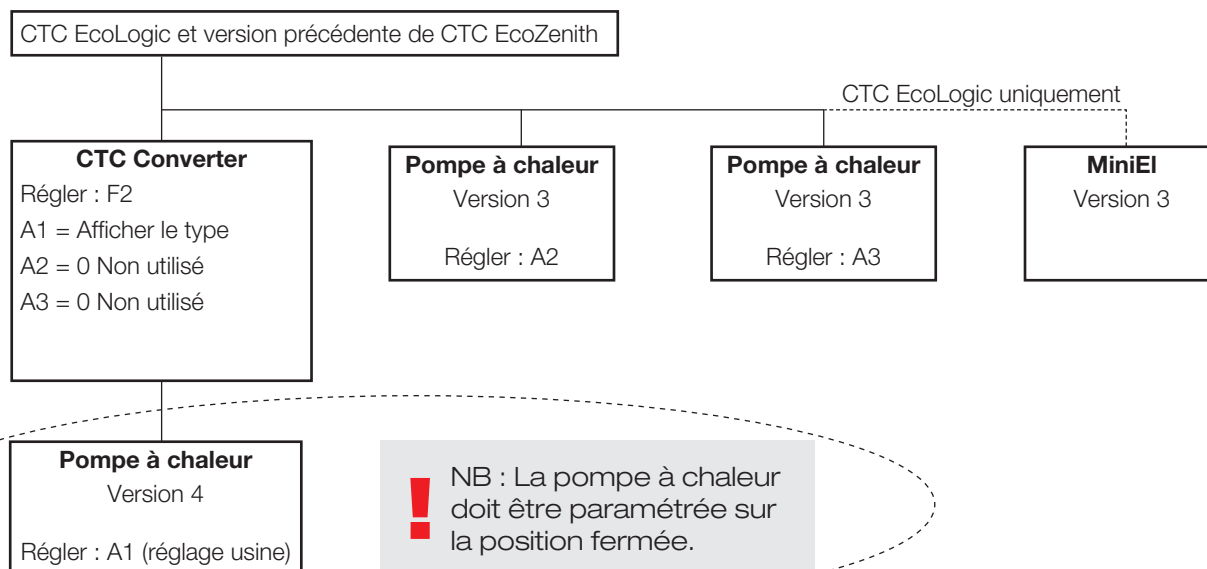 CTC EcoLogic et version précédente de CTC EcoZenith
CTC EcoLogic uniquement
CTC Converter
Régler : F2
A1 = Afficher le type
A2 = 0 Non utilisé
A3 = 0 Non utilisé
Pompe à chaleur
Version 3
Régler : A2
Pompe à chaleur
Version 3
Régler : A3
MiniEl
Version 3
Pompe à chaleur
Version 4
Régler : A1 (réglage usine)
! NB : La pompe à chaleur
doit être paramétrée sur
la position fermée.